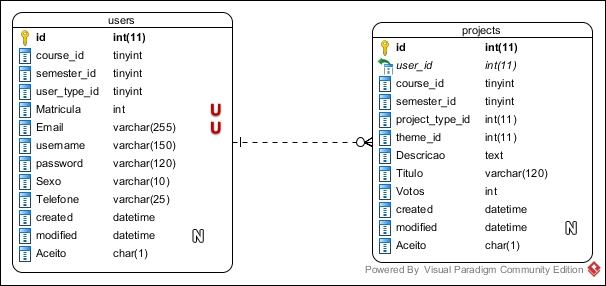 users
id int(11)
course_id tinyint
semester_id tinyint
user_type_id tinyint
Matricula int U
Email varchar(255) U
username varchar(150)
password varchar(120)
Sexo varchar(10)
Telefone varchar(25)
created datetime
modified datetime N
Aceito char(1)
projects
id int(11)
user_id int(11)
course_id tinyint
semester_id tinyint
project_type_id int(11)
theme_id int(11)
Descricao text
Titulo varchar(120)
Votos int
created datetime
modified datetime N
Aceito char(1)
Powered By Visual Paradigm Community Edition